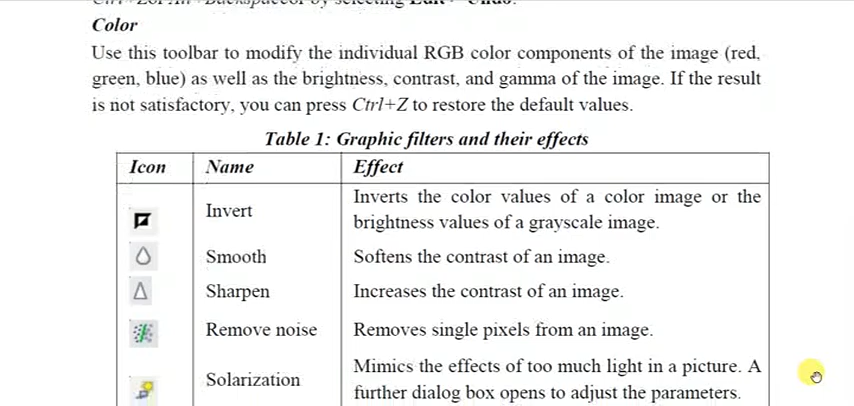 Color
Use this toolbar to modify the individual RGB color components of the image (red,
green, blue) as well as the brightness, contrast, and gamma of the image. If the result
is not satisfactory, you can press Ctrl+Z to restore the default values.
Table 1: Graphic filters and their effects
Icon Name Effect
Invert Inverts the color values of a color image or the
brightness values of a grayscale image.
Smooth Softens the contrast of an image.
Sharpen Increases the contrast of an image.
Remove noise Removes single pixels from an image.
Solarization Mimics the effects of too much light in a picture. A
further dialog box opens to adjust the parameters.